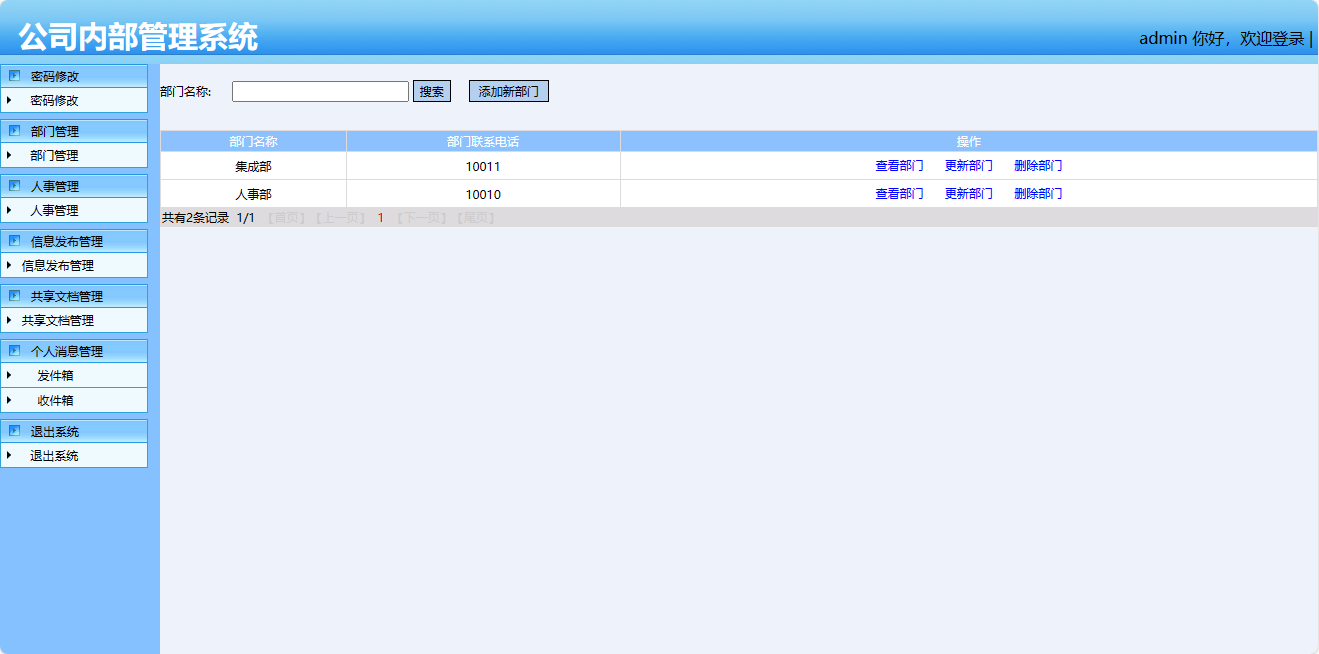 公司内部管理系统
admin 你好，欢迎登录 |
密码修改
密码修改
部门管理
部门管理
人事管理
人事管理
信息发布管理
信息发布管理
共享文档管理
共享文档管理
个人消息管理
发件箱
收件箱
退出系统
退出系统
部门名称: 搜索 添加新部门
部门名称 部门联系电话 操作
集成部 10011 查看部门 更新部门 删除部门
人事部 10010 查看部门 更新部门 删除部门
共有2条记录 1/1 【首页】【上一页】 1 【下一页】【尾页】